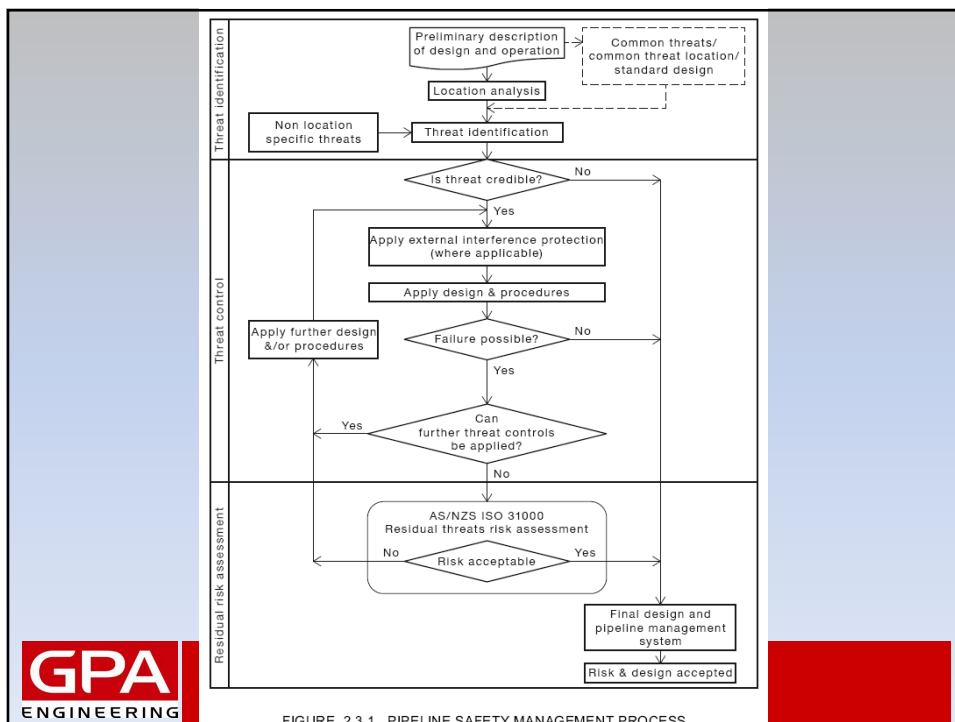 Threat identification
Preliminary description
of design and operation
Common threats/
common threat location/
standard design
Location analysis
Non location
specific threats
Threat identification
Threat control
Is threat credible?
No
Yes
Apply external interference protection
(where applicable)
Apply design & procedures
Apply further design
&/or procedures
Failure possible?
No
Yes
Can
further threat controls
be applied?
Yes
No
Residual risk assessment
AS/NZS ISO 31000
Residual threats risk assessment
No
Risk acceptable
Yes
Final design and
pipeline management
system
Risk & design accepted
GPA
ENGINEERING
FIGURE 2.3.1 PIPELINE SAFETY MANAGEMENT PROCESS